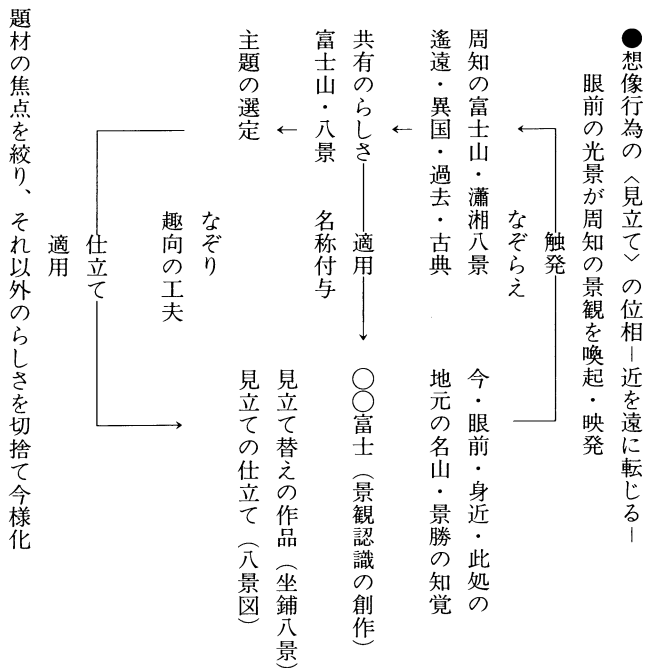 ●想像行為の〈見立て〉の位相―近を遠に転じる―
眼前の光景が周知の景観を喚起・映発
触発
なぞらえ
周知の富士山・瀟湘八景
遙遠・異国・過去・古典
今・眼前・身近・此処の
地元の名山・景勝の知覚
共有のらしさ
富士山・八景
適用
名称付与
〇〇富士（景観認識の創作）
主題の選定
なぞり
趣向の工夫
見立て替えの作品（坐鋪八景）
見立ての仕立て（八景図）
仕立て
適用
題材の焦点を絞り、それ以外のらしさを切捨て今様化